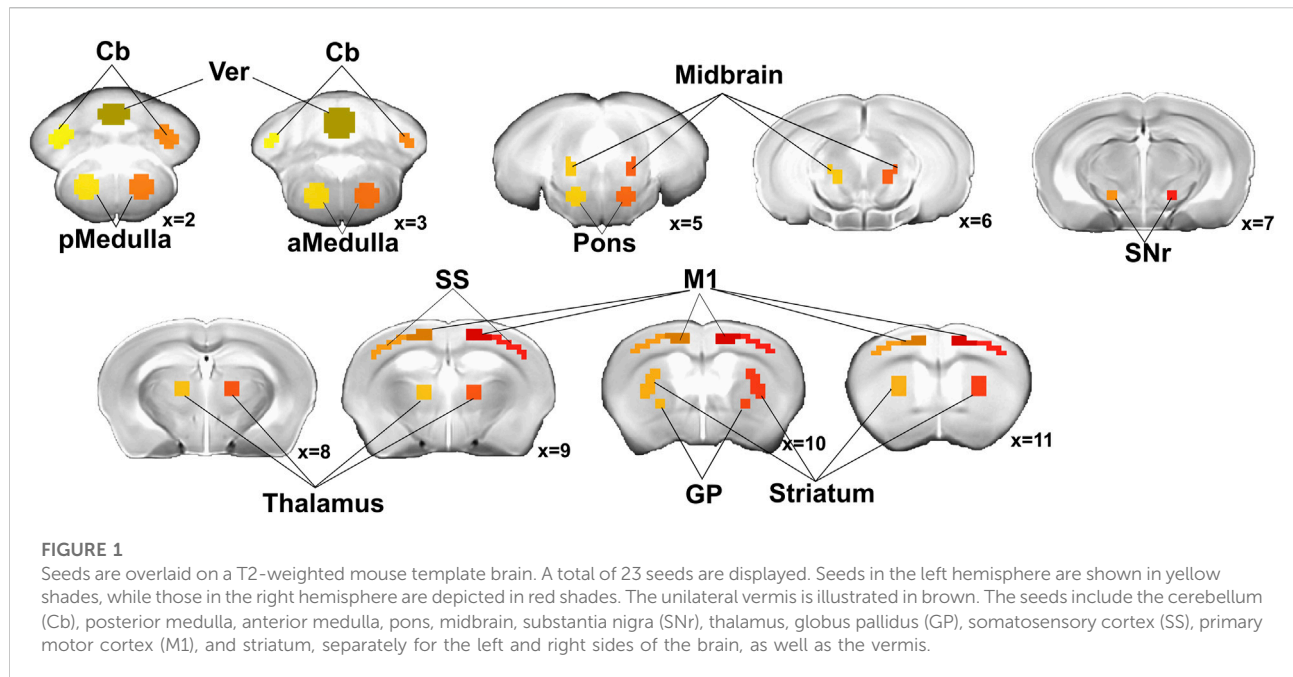 Cb
Ver
Cb
Midbrain
x=2
x=3
x=5
x=6
x=7
pMedulla
aMedulla
Pons
SNr
SS
M1
x=8
x=9
x=10
x=11
Thalamus
GP
Striatum
FIGURE 1
Seeds are overlaid on a T2-weighted mouse template brain. A total of 23 seeds are displayed. Seeds in the left hemisphere are shown in yellow
shades, while those in the right hemisphere are depicted in red shades. The unilateral vermis is illustrated in brown. The seeds include the cerebellum
(Cb), posterior medulla, anterior medulla, pons, midbrain, substantia nigra (SNr), thalamus, globus pallidus (GP), somatosensory cortex (SS), primary
motor cortex (M1), and striatum, separately for the left and right sides of the brain, as well as the vermis.